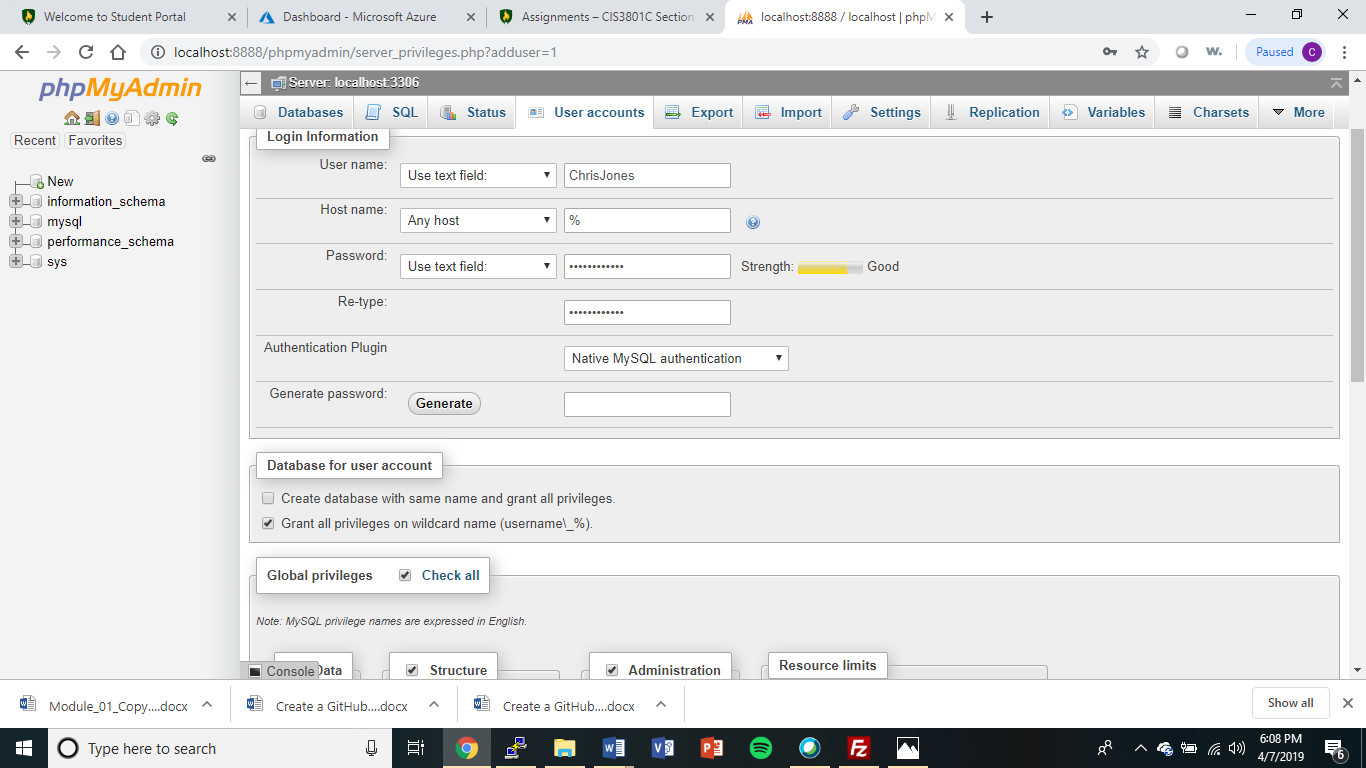 Welcome to Student Portal
Dashboard - Microsoft Azure
Assignments – CIS3801C Section
localhost:8888 / localhost | phpM
localhost:8888/phpmyadmin/server_privileges.php?adduser=1
w.
Paused
C
phpMyAdmin
Recent
Favorites
New
information_schema
mysql
performance_schema
sys
Server: localhost:3306
Databases
SQL
Status
User accounts
Export
Import
Settings
Replication
Variables
Charsets
More
Login Information
User name:
Use text field:
ChrisJones
Host name:
Any host
%
Password:
Use text field:
••••••••••••
Strength:
Good
Re-type:
••••••••••••
Authentication Plugin
Native MySQL authentication
Generate password:
Generate
Database for user account
Create database with same name and grant all privileges.
Grant all privileges on wildcard name (username\_%).
Global privileges
Check all
Note: MySQL privilege names are expressed in English.
Console
Data
Structure
Administration
Resource limits
Module_01_Copy....docx
Create a GitHub....docx
Create a GitHub....docx
Show all
Type here to search
6:08 PM
4/7/2019
6